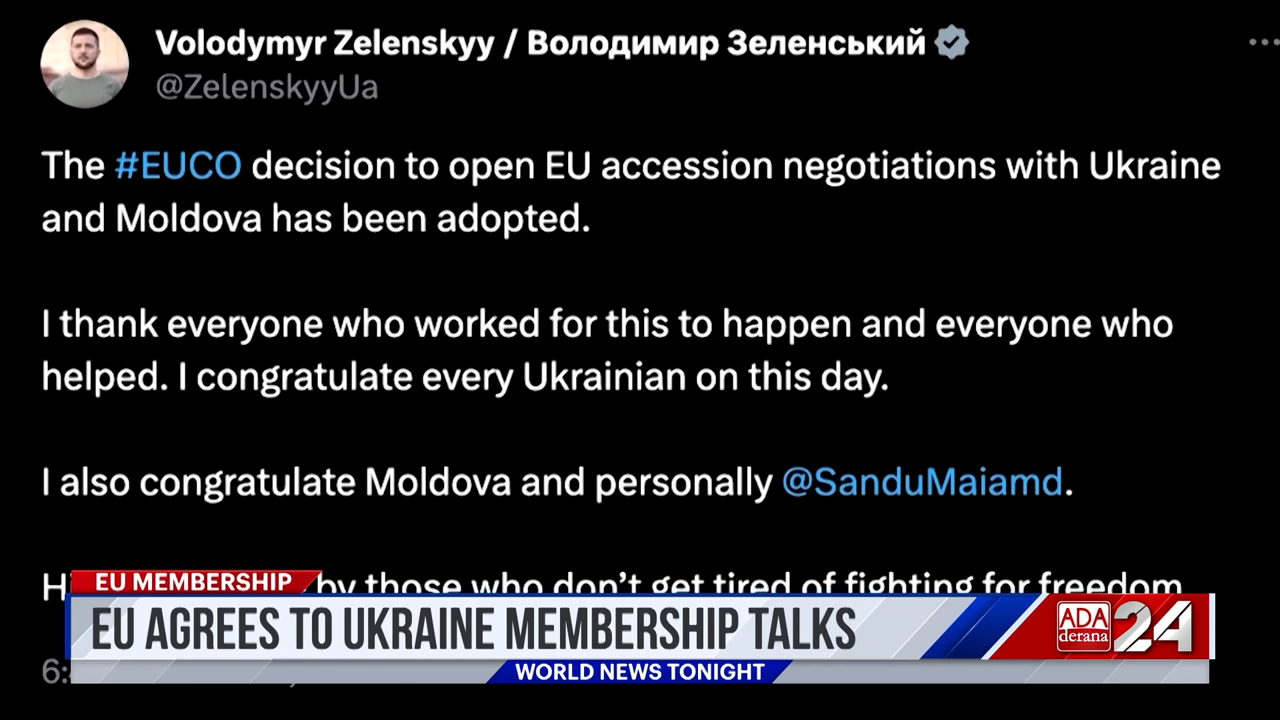 Volodymyr Zelenskyy / Володимир Зеленський
@ZelenskyyUa
The #EUCO decision to open EU accession negotiations with Ukraine
and Moldova has been adopted.
I thank everyone who worked for this to happen and everyone who
helped. I congratulate every Ukrainian on this day.
I also congratulate Moldova and personally @SanduMaiamd.
by those who don’t get tired of fighting for freedom
EU MEMBERSHIP
EU AGREES TO UKRAINE MEMBERSHIP TALKS
ADA
derana
24
WORLD NEWS TONIGHT